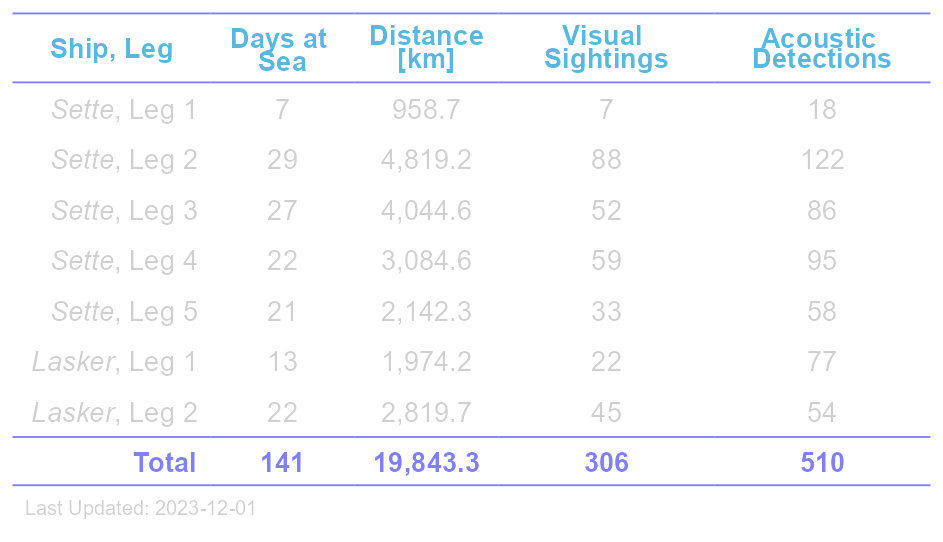 Ship, Leg Days at Sea Distance [km] Visual Sightings Acoustic Detections
Sette, Leg 1 7 958.7 7 18
Sette, Leg 2 29 4,819.2 88 122
Sette, Leg 3 27 4,044.6 52 86
Sette, Leg 4 22 3,084.6 59 95
Sette, Leg 5 21 2,142.3 33 58
Lasker, Leg 1 13 1,974.2 22 77
Lasker, Leg 2 22 2,819.7 45 54
Total 141 19,843.3 306 510
Last Updated: 2023-12-01